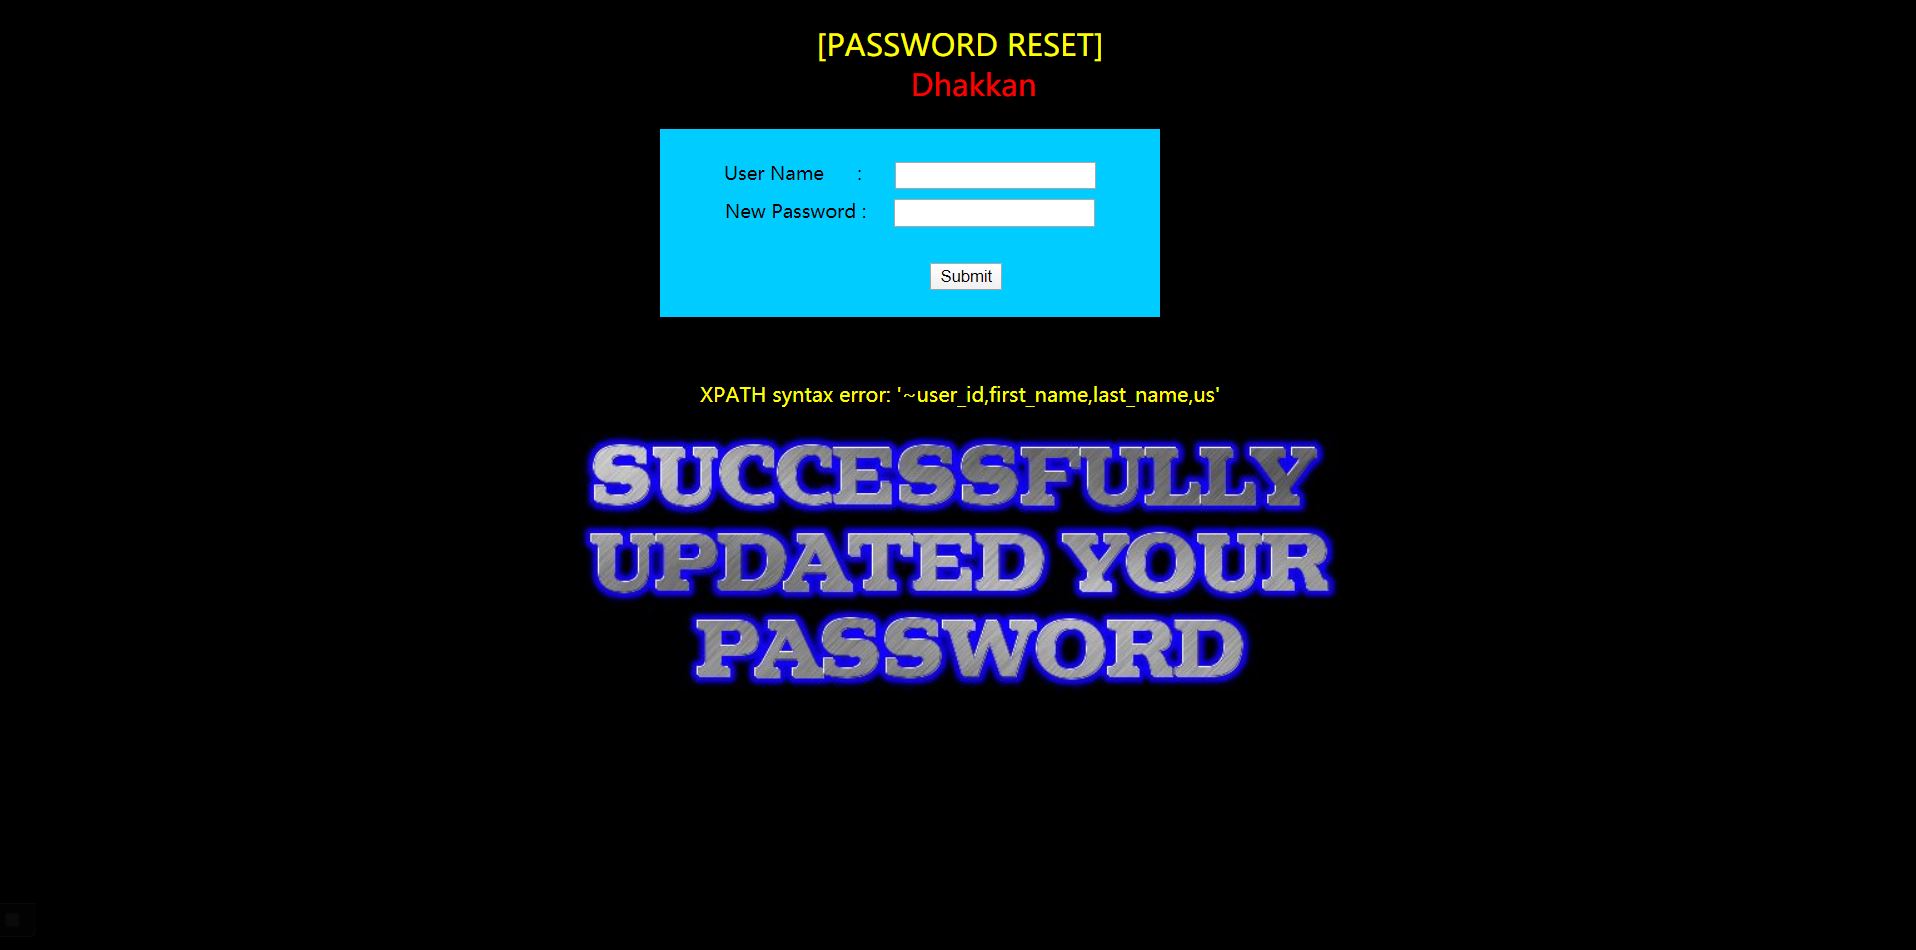 [PASSWORD RESET]
Dhakkan
User Name :
New Password :
Submit
XPATH syntax error: '~user_id,first_name,last_name,us'
SUCCESSFULLY
UPDATED YOUR
PASSWORD